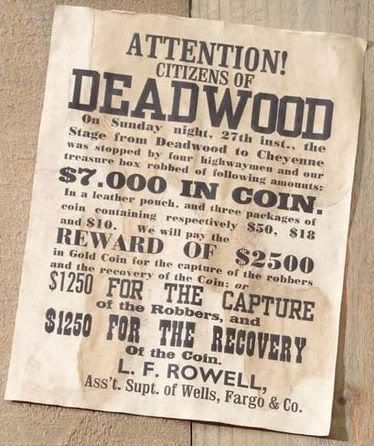 ATTENTION!
CITIZENS OF
DEADWOOD
On Sunday night, 27th inst., the
Stage from Deadwood to Cheyenne
was stopped by four highwaymen and our
treasure box robbed of following amounts:
$7.000 IN COIN.
In a leather pouch, and three packages of
coin containing respectively $50, $18
and $10. We will pay the
REWARD OF $2500
in Gold Coin for the capture of the robbers
and the recovery of the Coin; or
$1250 FOR THE CAPTURE
of the Robbers, and
$1250 FOR THE RECOVERY
Of the Coin.
L. F. ROWELL,
Ass't. Supt. of Wells, Fargo & Co.